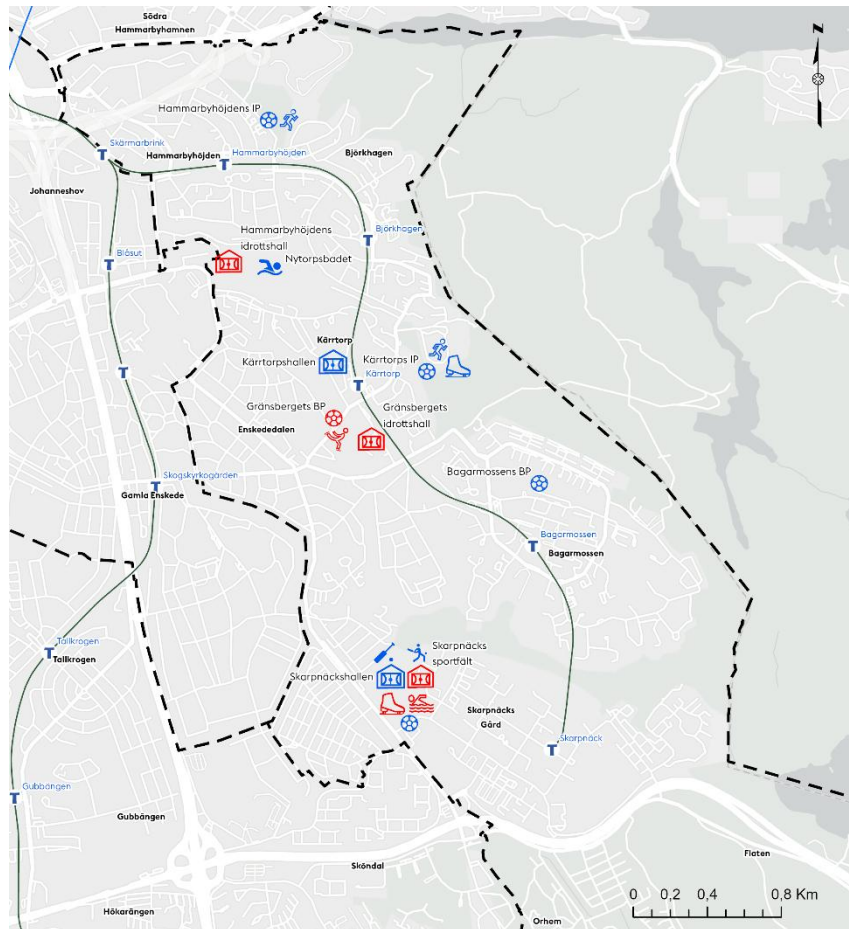 Södra
Hammarbyhamnen
N
Hammarbyhöjdens IP
Skärmarbrink
T
Hammarbyhöjden
T
Hammarbyhöjden
Björkhagen
Johanneshov
Hammarbyhöjdens
idrottshall
Björkhagen
T
Blåsut
T
Nytorpsbadet
Kärrtorp
Kärrtorpshallen
Kärrtorps IP
T
Kärrtorp
T
Gränsbergets BP
Gränsbergets
idrottshall
Enskededalen
Bagarmossens BP
Skogskyrkogården
T
Gamla Enskede
Bagarmossen
T
Bagarmossen
Tallkrogen
T
Tallkrogen
Skarpnäcks
sportfält
Skarpnäckshallen
Skarpnäcks
Gård
Skarpnäck
T
Gubbängen
T
Gubbängen
Sköndal
Flaten
Hökarängen
Orhem
0 0,2 0,4 0,8 Km